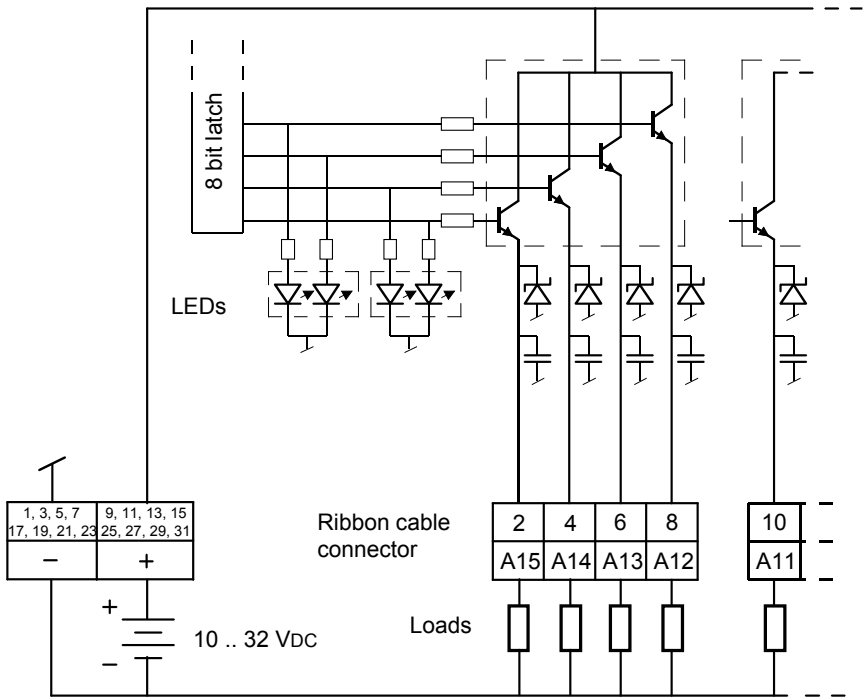 8 bit latch
LEDs
1, 3, 5, 7
17, 19, 21, 23
9, 11, 13, 15
25, 27, 29, 31
−
+
Ribbon cable
connector
2
4
6
8
10
A15
A14
A13
A12
A11
+
−
10 .. 32 VDC
Loads